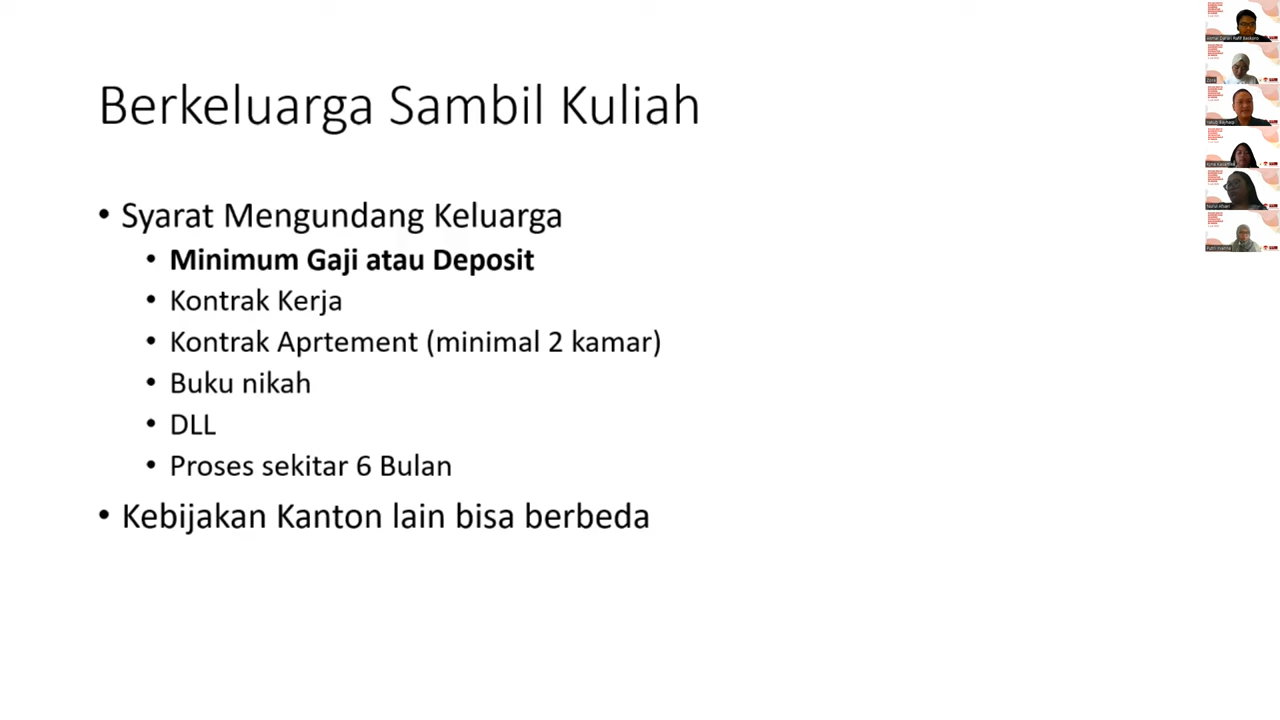 Berkeluarga Sambil Kuliah
• Syarat Mengundang Keluarga
• Minimum Gaji atau Deposit
• Kontrak Kerja
• Kontrak Aprtement (minimal 2 kamar)
• Buku nikah
• DLL
• Proses sekitar 6 Bulan
• Kebijakan Kanton lain bisa berbeda